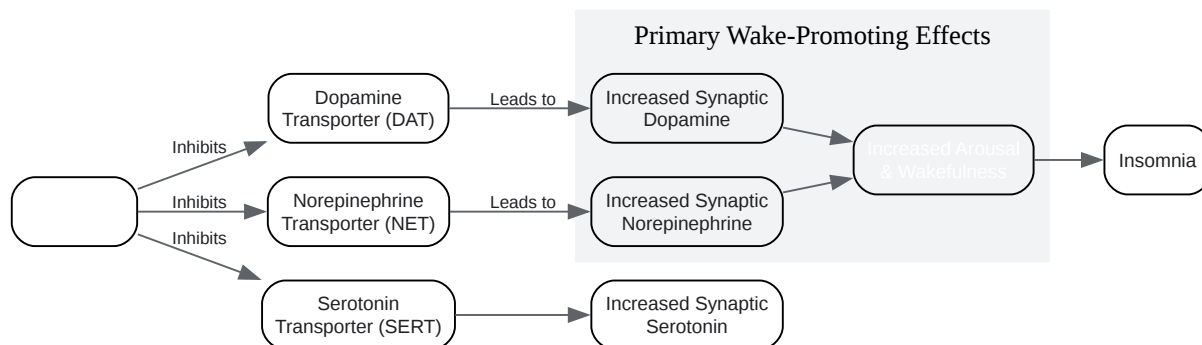 Primary Wake-Promoting Effects
Dopamine
Transporter (DAT)
Leads to
Increased Synaptic
Dopamine
Inhibits
Increased Arousal
& Wakefulness
Insomnia
Inhibits
Norepinephrine
Transporter (NET)
Leads to
Increased Synaptic
Norepinephrine
Inhibits
Serotonin
Transporter (SERT)
Increased Synaptic
Serotonin